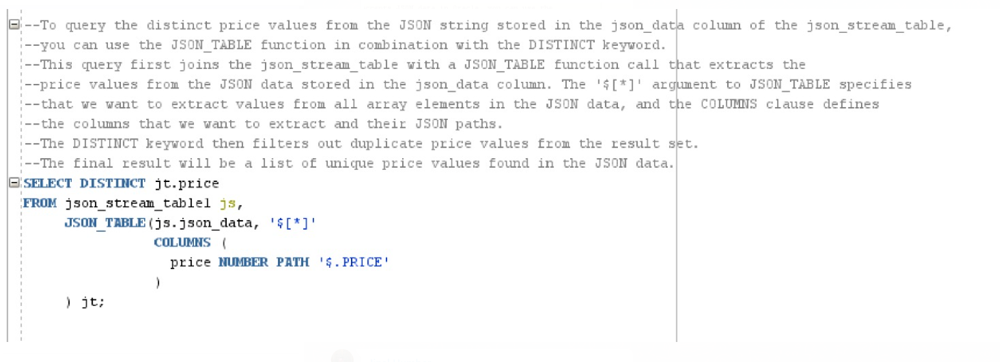 --To query the distinct price values from the JSON string stored in the json_data column of the json_stream_table,
--you can use the JSON_TABLE function in combination with the DISTINCT keyword.
--This query first joins the json_stream_table with a JSON_TABLE function call that extracts the
--price values from the JSON data stored in the json_data column. The '$[*]' argument to JSON_TABLE specifies
--that we want to extract values from all array elements in the JSON data, and the COLUMNS clause defines
--the columns that we want to extract and their JSON paths.
--The DISTINCT keyword then filters out duplicate price values from the result set.
--The final result will be a list of unique price values found in the JSON data.
SELECT DISTINCT jt.price
FROM json_stream_table1 js,
JSON_TABLE(js.json_data, '$[*]'
COLUMNS (
price NUMBER PATH '$.PRICE'
)
) jt;